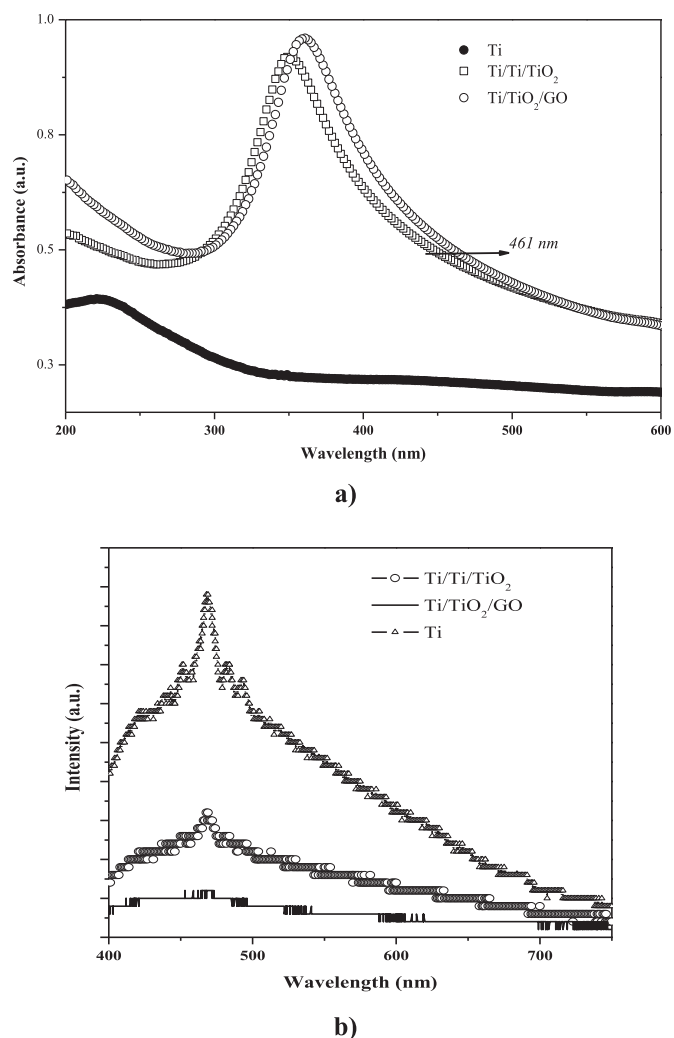 1.0
Ti
Ti/Ti/TiO₂
Ti/TiO₂/GO
0.8
Absorbance (a.u.)
0.5
461 nm
0.3
200 300 400 500 600
Wavelength (nm)
a)
Ti/Ti/TiO₂
Ti/TiO₂/GO
Ti
Intensity (a.u.)
400 450 500 600 700
Wavelength (nm)
b)